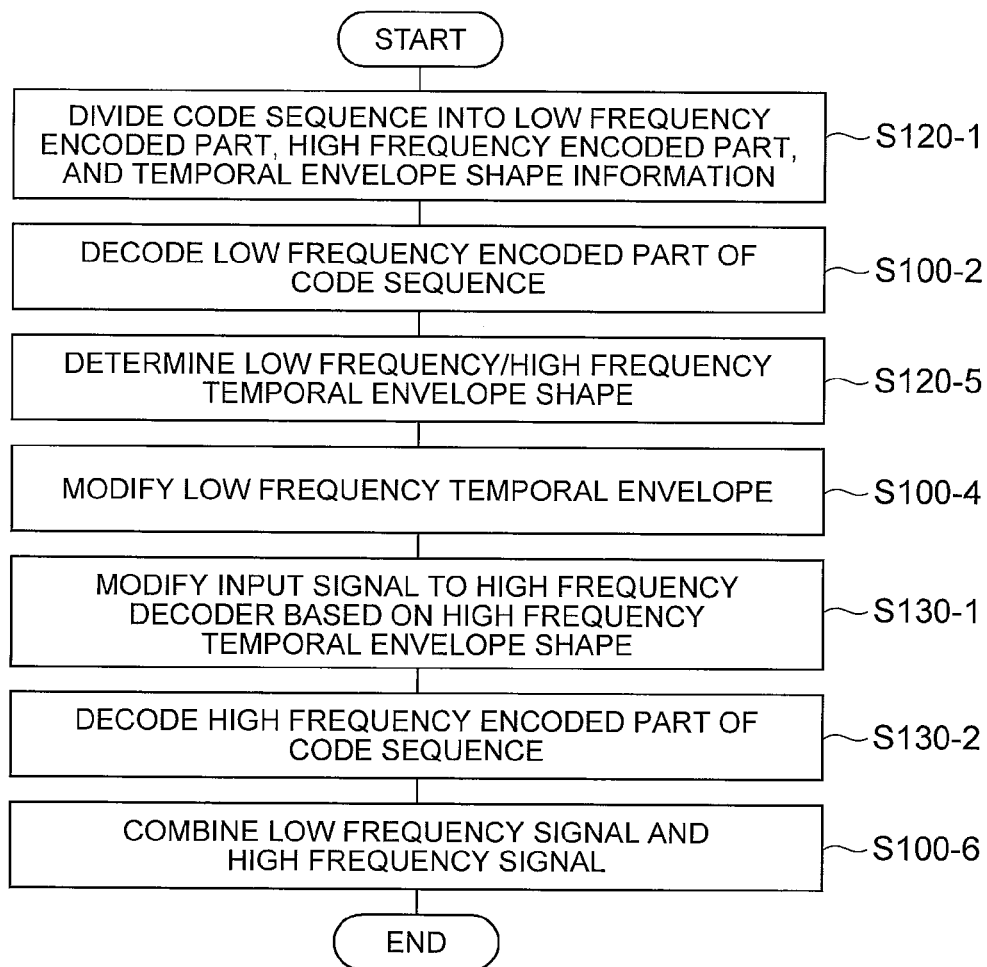 START
DIVIDE CODE SEQUENCE INTO LOW FREQUENCY
ENCODED PART, HIGH FREQUENCY ENCODED PART,
AND TEMPORAL ENVELOPE SHAPE INFORMATION
S120-1
DECODE LOW FREQUENCY ENCODED PART OF
CODE SEQUENCE
S100-2
DETERMINE LOW FREQUENCY/HIGH FREQUENCY
TEMPORAL ENVELOPE SHAPE
S120-5
MODIFY LOW FREQUENCY TEMPORAL ENVELOPE
S100-4
MODIFY INPUT SIGNAL TO HIGH FREQUENCY
DECODER BASED ON HIGH FREQUENCY
TEMPORAL ENVELOPE SHAPE
S130-1
DECODE HIGH FREQUENCY ENCODED PART OF
CODE SEQUENCE
S130-2
COMBINE LOW FREQUENCY SIGNAL AND
HIGH FREQUENCY SIGNAL
S100-6
END